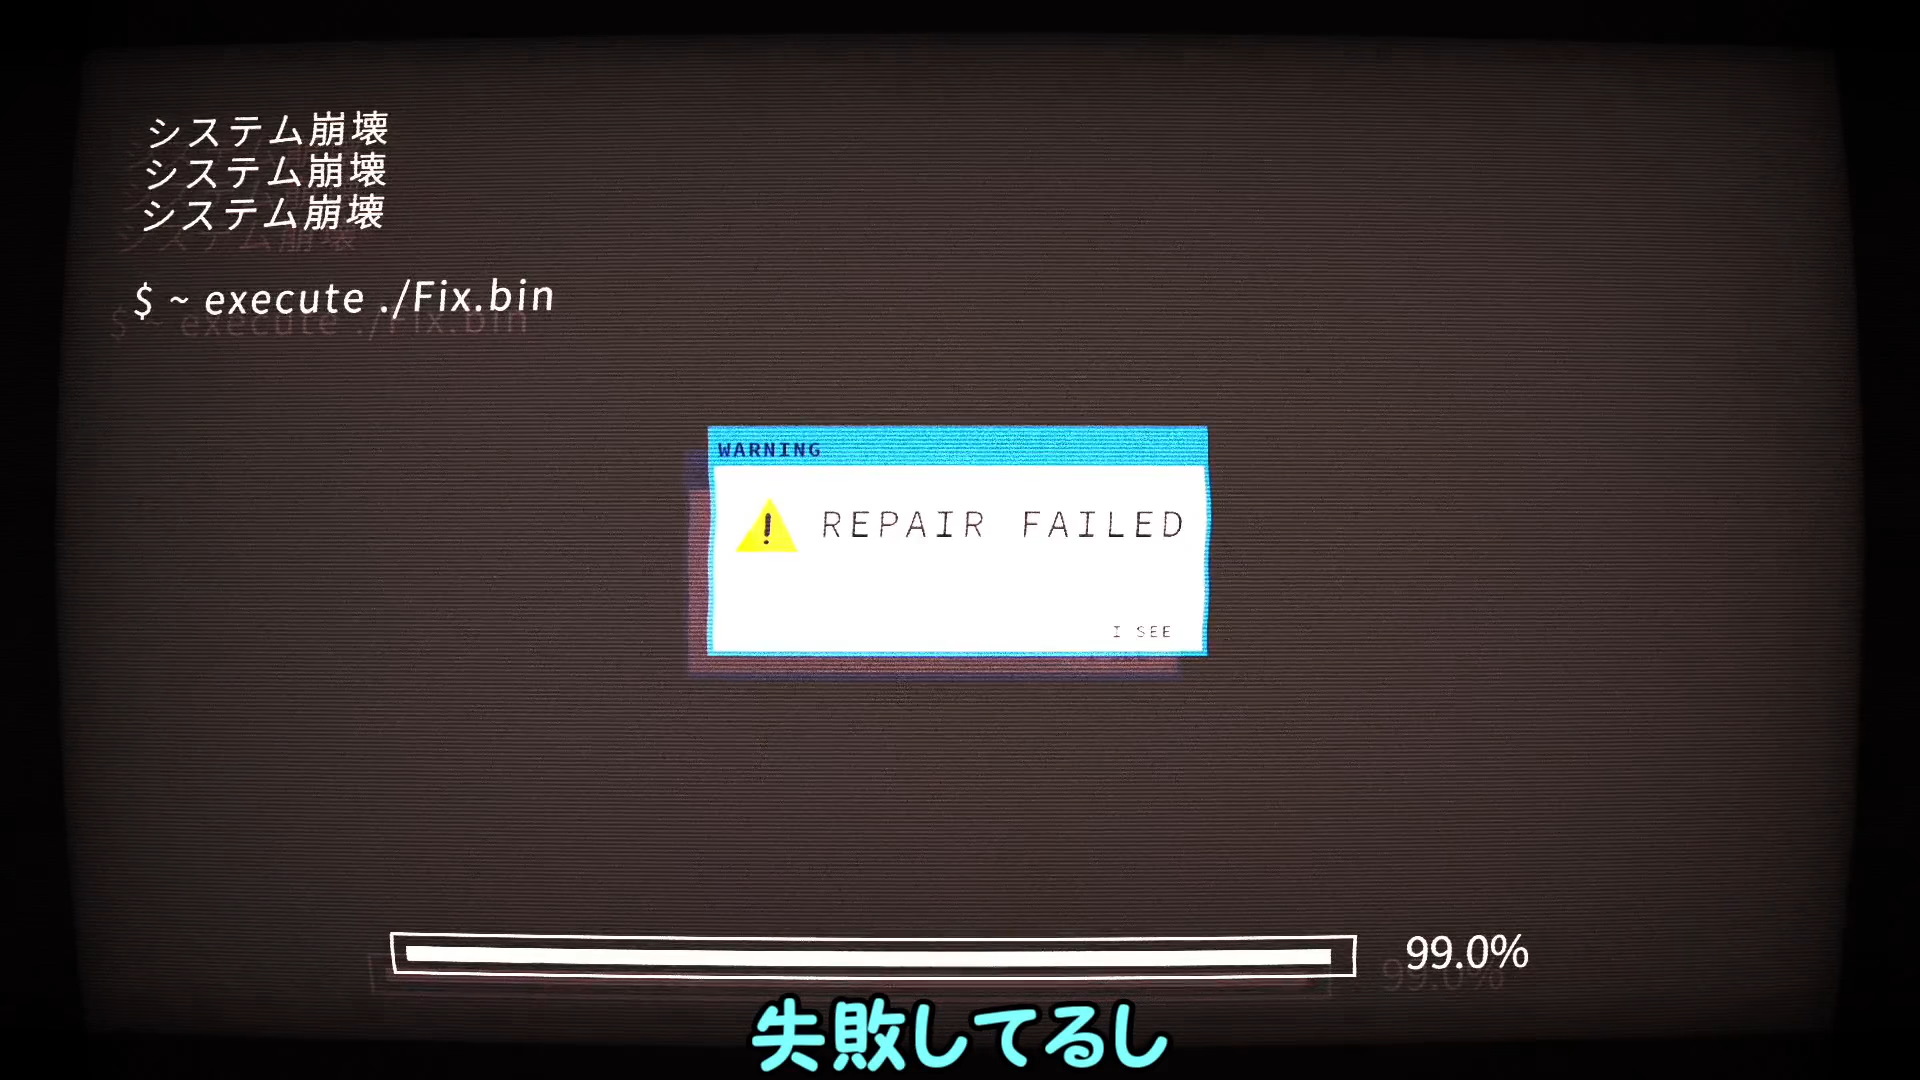 システム崩壊
システム崩壊
システム崩壊
$ ~ execute ./Fix.bin
WARNING
! REPAIR FAILED
I SEE
99.0%
失敗してるし